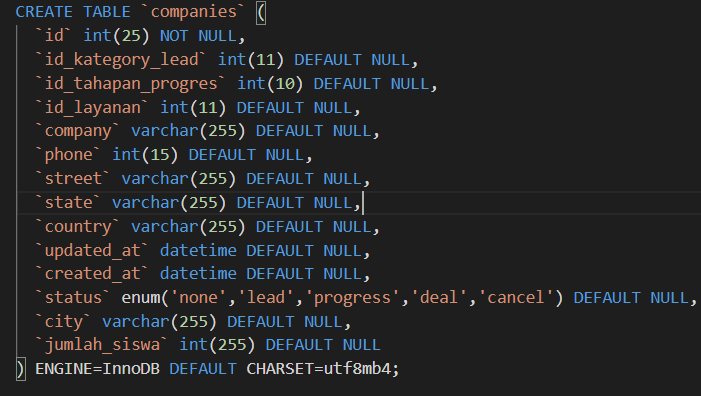 CREATE TABLE `companies` (
`id` int(25) NOT NULL,
`id_kategory_lead` int(11) DEFAULT NULL,
`id_tahapan_progres` int(10) DEFAULT NULL,
`id_layanan` int(11) DEFAULT NULL,
`company` varchar(255) DEFAULT NULL,
`phone` int(15) DEFAULT NULL,
`street` varchar(255) DEFAULT NULL,
`state` varchar(255) DEFAULT NULL,
`country` varchar(255) DEFAULT NULL,
`updated_at` datetime DEFAULT NULL,
`created_at` datetime DEFAULT NULL,
`status` enum('none','lead','progress','deal','cancel') DEFAULT NULL,
`city` varchar(255) DEFAULT NULL,
`jumlah_siswa` int(255) DEFAULT NULL
) ENGINE=InnoDB DEFAULT CHARSET=utf8mb4;